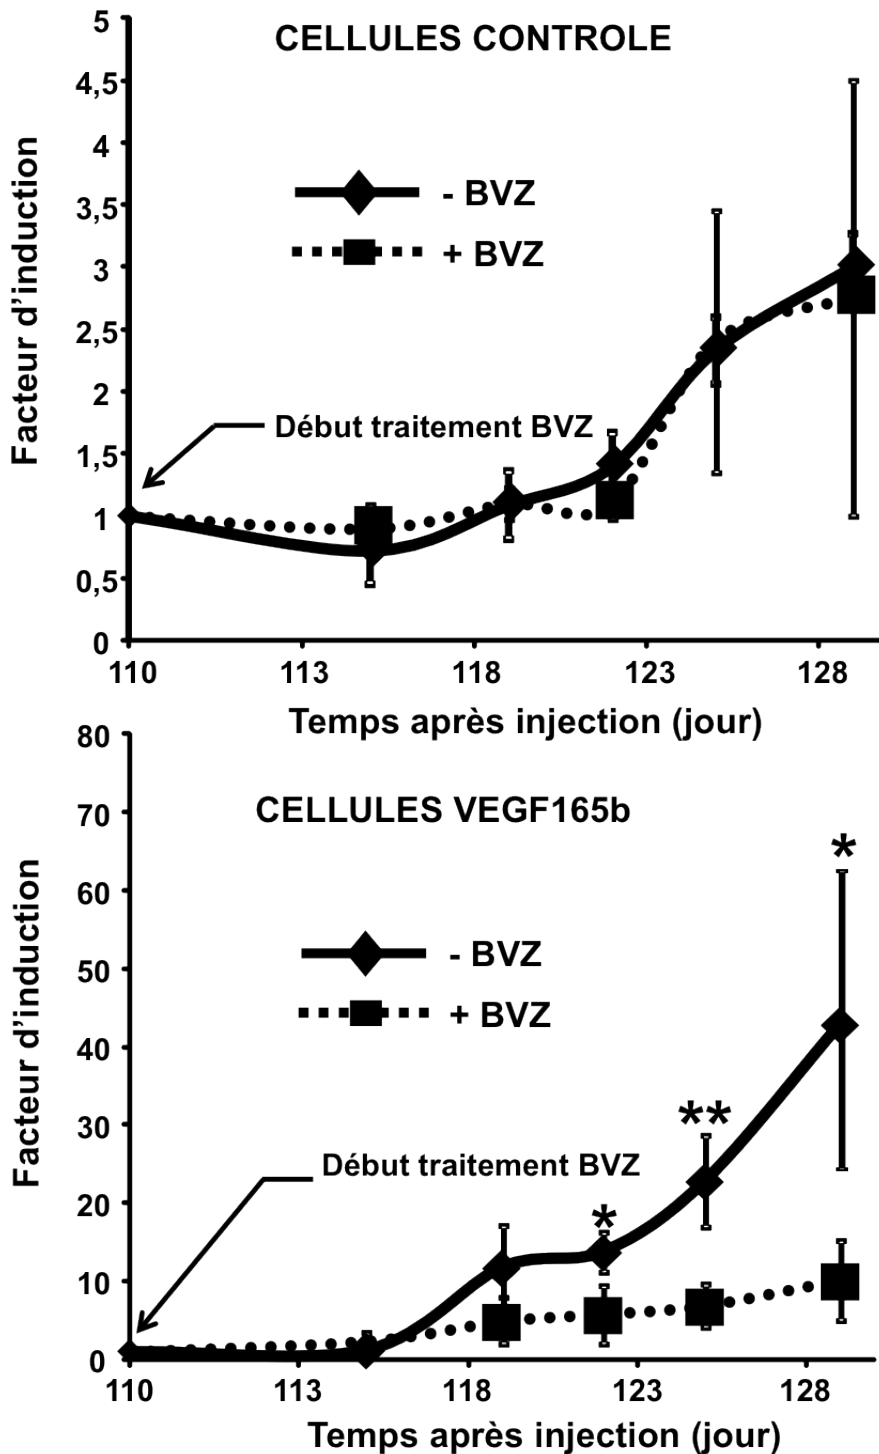 CELLULES CONTROLE
Facteur d'induction
5
4,5
4
3,5
3
2,5
2
1,5
1
0,5
0
- BVZ
+ BVZ
Début traitement BVZ
110 113 118 123 128
Temps après injection (jour)
CELLULES VEGF165b
Facteur d'induction
80
70
60
50
40
30
20
10
0
- BVZ
+ BVZ
*
**
*
Début traitement BVZ
110 113 118 123 128
Temps après injection (jour)